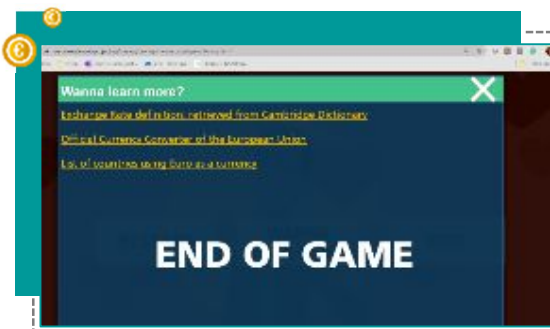 Wanna learn more?
Exchange Rate definition, retrieved from Cambridge Dictionary
Official Currency Converter of the European Union
List of countries using Euro as a currency
END OF GAME